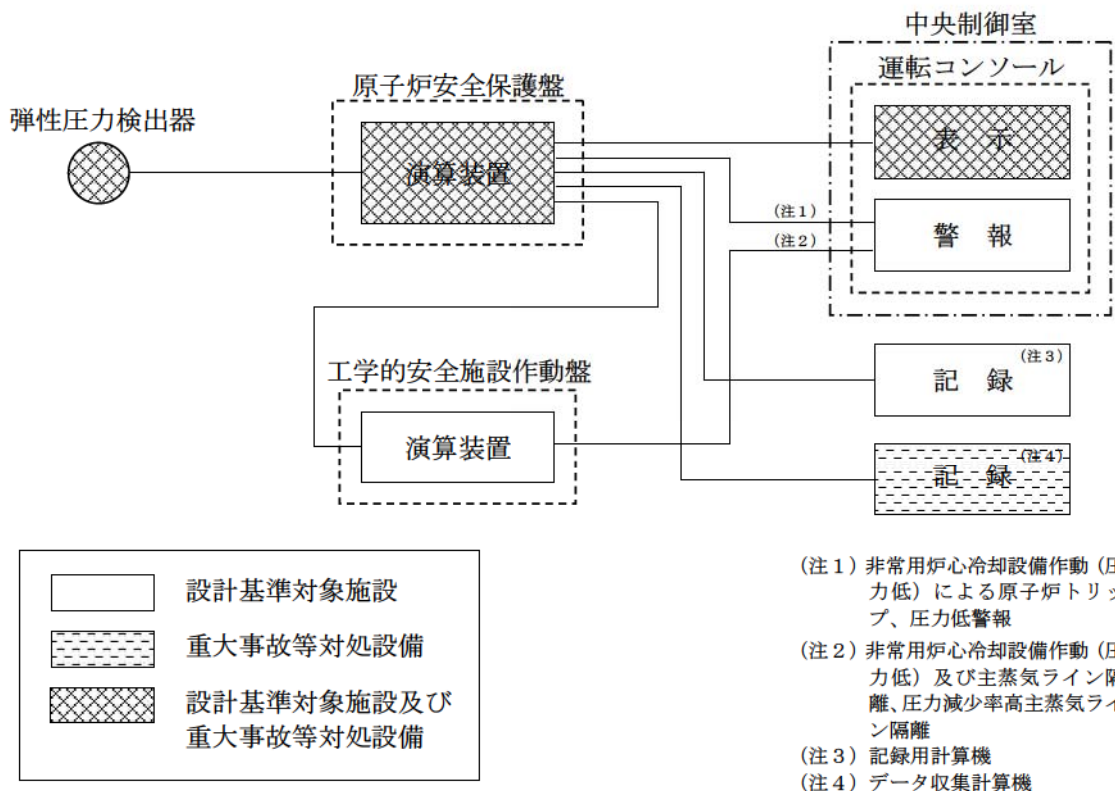 中央制御室
運転コンソール
原子炉安全保護盤
弾性圧力検出器
表 示
演算装置
(注1)
警 報
(注2)
(注3)
記 録
工学的安全施設作動盤
演算装置
(注4)
記 録
設計基準対象施設
重大事故等対処設備
設計基準対象施設及び
重大事故等対処設備
(注1) 非常用炉心冷却設備作動(圧
力低)による原子炉トリッ
プ、圧力低警報
(注2) 非常用炉心冷却設備作動(圧
力低)及び主蒸気ライン隔
離、圧力減少率高主蒸気ライ
ン隔離
(注3) 記録用計算機
(注4) データ収集計算機